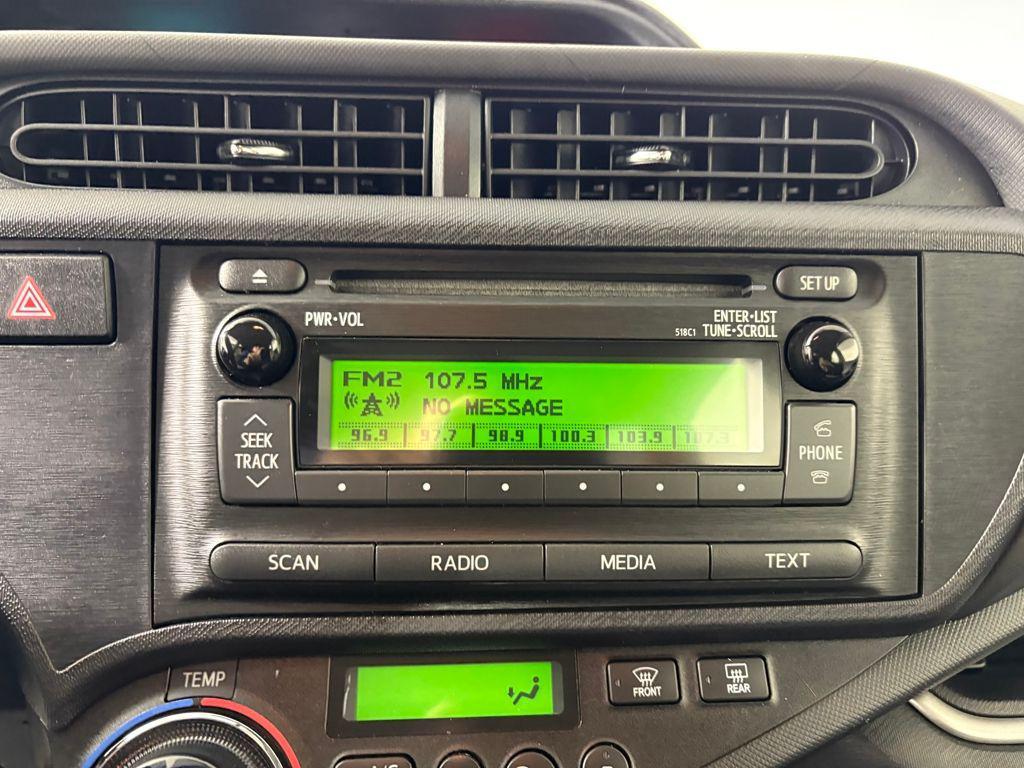 SET UP
PWR•VOL
ENTER•LIST
518C1 TUNE•SCROLL
FM2 107.5 MHz
NO MESSAGE
96.9 97.7 98.9 100.3 103.9 107.3
SEEK
TRACK
PHONE
SCAN RADIO MEDIA TEXT
TEMP
FRONT
REAR